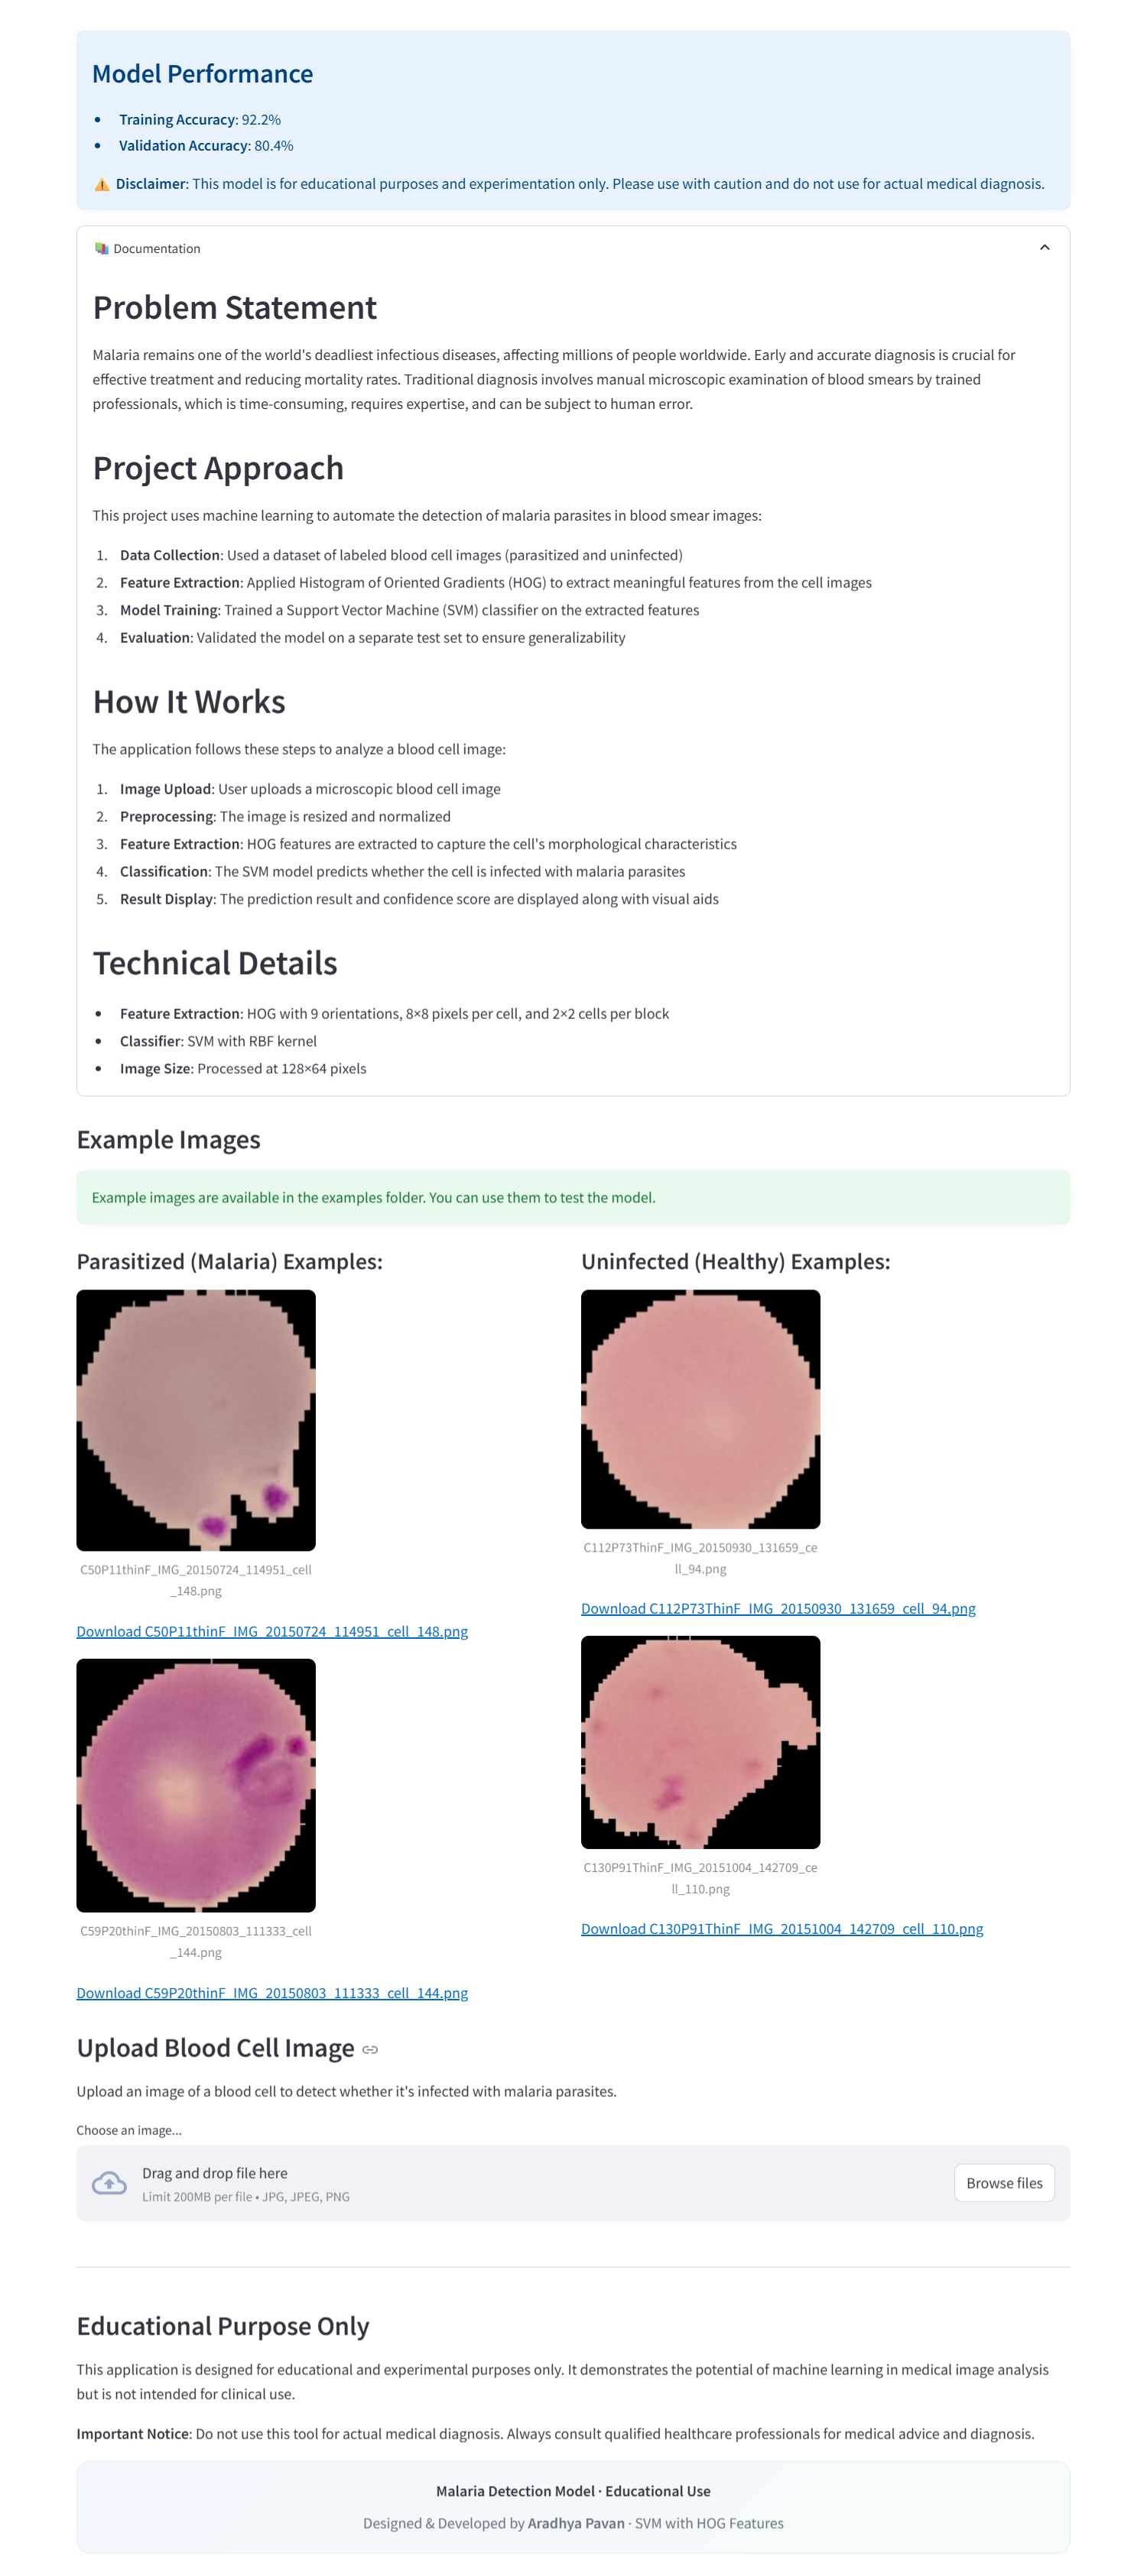 Model Performance
• Training Accuracy: 92.2%
• Validation Accuracy: 80.4%
⚠️ Disclaimer: This model is for educational purposes and experimentation only. Please use with caution and do not use for actual medical diagnosis.
📚 Documentation
Problem Statement
Malaria remains one of the world's deadliest infectious diseases, affecting millions of people worldwide. Early and accurate diagnosis is crucial for
effective treatment and reducing mortality rates. Traditional diagnosis involves manual microscopic examination of blood smears by trained
professionals, which is time-consuming, requires expertise, and can be subject to human error.
Project Approach
This project uses machine learning to automate the detection of malaria parasites in blood smear images:
1. Data Collection: Used a dataset of labeled blood cell images (parasitized and uninfected)
2. Feature Extraction: Applied Histogram of Oriented Gradients (HOG) to extract meaningful features from the cell images
3. Model Training: Trained a Support Vector Machine (SVM) classifier on the extracted features
4. Evaluation: Validated the model on a separate test set to ensure generalizability
How It Works
The application follows these steps to analyze a blood cell image:
1. Image Upload: User uploads a microscopic blood cell image
2. Preprocessing: The image is resized and normalized
3. Feature Extraction: HOG features are extracted to capture the cell's morphological characteristics
4. Classification: The SVM model predicts whether the cell is infected with malaria parasites
5. Result Display: The prediction result and confidence score are displayed along with visual aids
Technical Details
• Feature Extraction: HOG with 9 orientations, 8×8 pixels per cell, and 2×2 cells per block
• Classifier: SVM with RBF kernel
• Image Size: Processed at 128×64 pixels
Example Images
Example images are available in the examples folder. You can use them to test the model.
Parasitized (Malaria) Examples:
C50P11thinF_IMG_20150724_114951_cell
_148.png
Download C50P11thinF_IMG_20150724_114951_cell_148.png
C59P20thinF_IMG_20150803_111333_cell
_144.png
Download C59P20thinF_IMG_20150803_111333_cell_144.png
Uninfected (Healthy) Examples:
C112P73ThinF_IMG_20150930_131659_ce
ll_94.png
Download C112P73ThinF_IMG_20150930_131659_cell_94.png
C130P91ThinF_IMG_20151004_142709_ce
ll_110.png
Download C130P91ThinF_IMG_20151004_142709_cell_110.png
Upload Blood Cell Image
Upload an image of a blood cell to detect whether it's infected with malaria parasites.
Choose an image...
Drag and drop file here
Limit 200MB per file • JPG, JPEG, PNG
Browse files
Educational Purpose Only
This application is designed for educational and experimental purposes only. It demonstrates the potential of machine learning in medical image analysis
but is not intended for clinical use.
Important Notice: Do not use this tool for actual medical diagnosis. Always consult qualified healthcare professionals for medical advice and diagnosis.
Malaria Detection Model · Educational Use
Designed & Developed by Aradhya Pavan · SVM with HOG Features